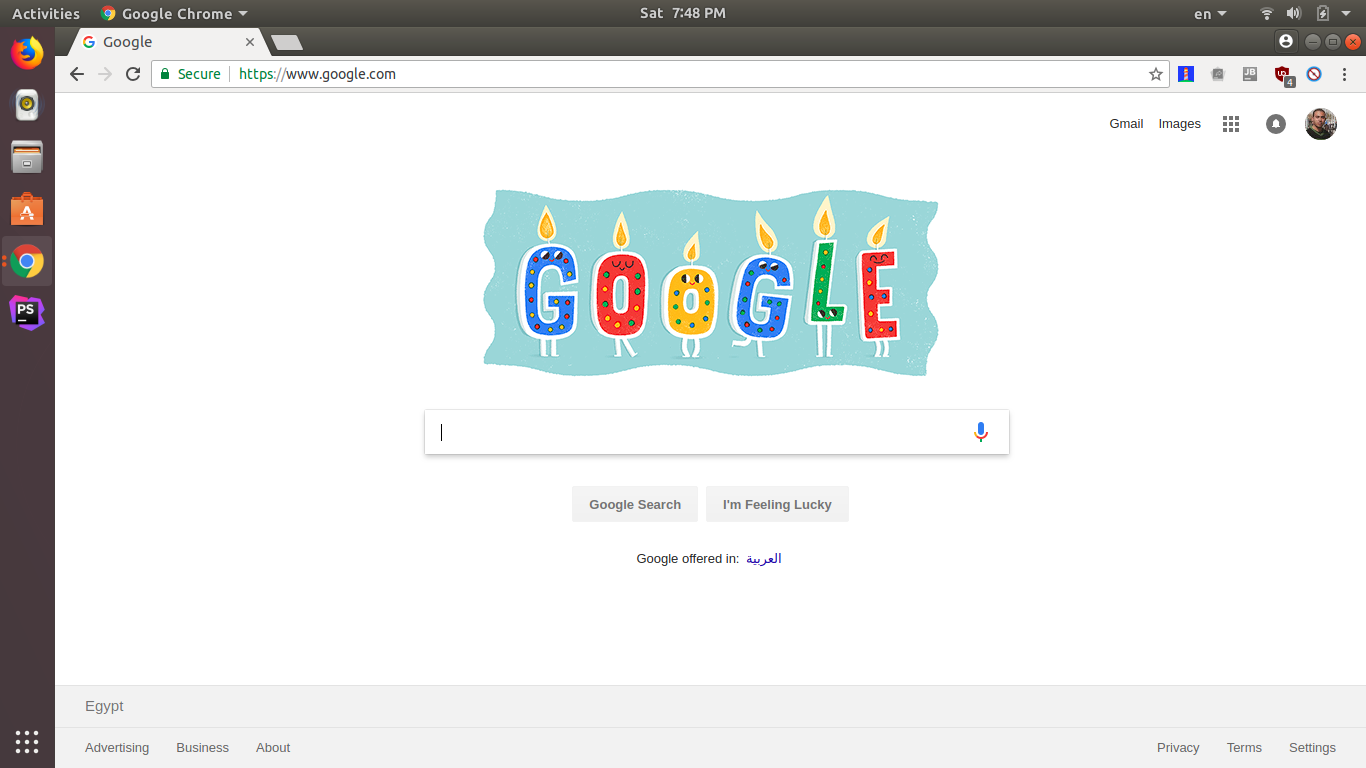 Activities Google Chrome Sat 7:48 PM en
Google
Secure https://www.google.com
JB
4
Gmail Images
GOOGLE
PS
Google Search I'm Feeling Lucky
Google offered in: العربية
Egypt
Advertising Business About Privacy Terms Settings